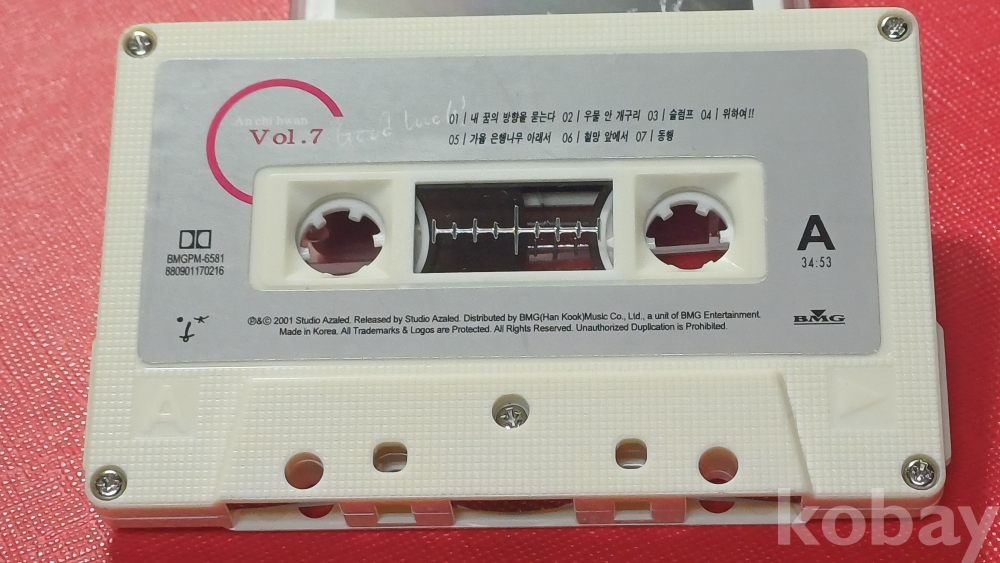 An chi hwan
Vol.7
Good luck!
01 | 내 꿈의 방향을 묻는다 02 | 우물 안 개구리 03 | 슬럼프 04 | 위하여!!
05 | 가을 은행나무 아래서 06 | 철망 앞에서 07 | 동행
BMGPM-6581
880901170216
A
34:53
BMG
℗&© 2001 Studio Azaled. Released by Studio Azaled. Distributed by BMG(Han Kook)Music Co., Ltd., a unit of BMG Entertainment.
Made in Korea. All Trademarks & Logos are Protected. All Rights Reserved. Unauthorized Duplication is Prohibited.
A
kobay